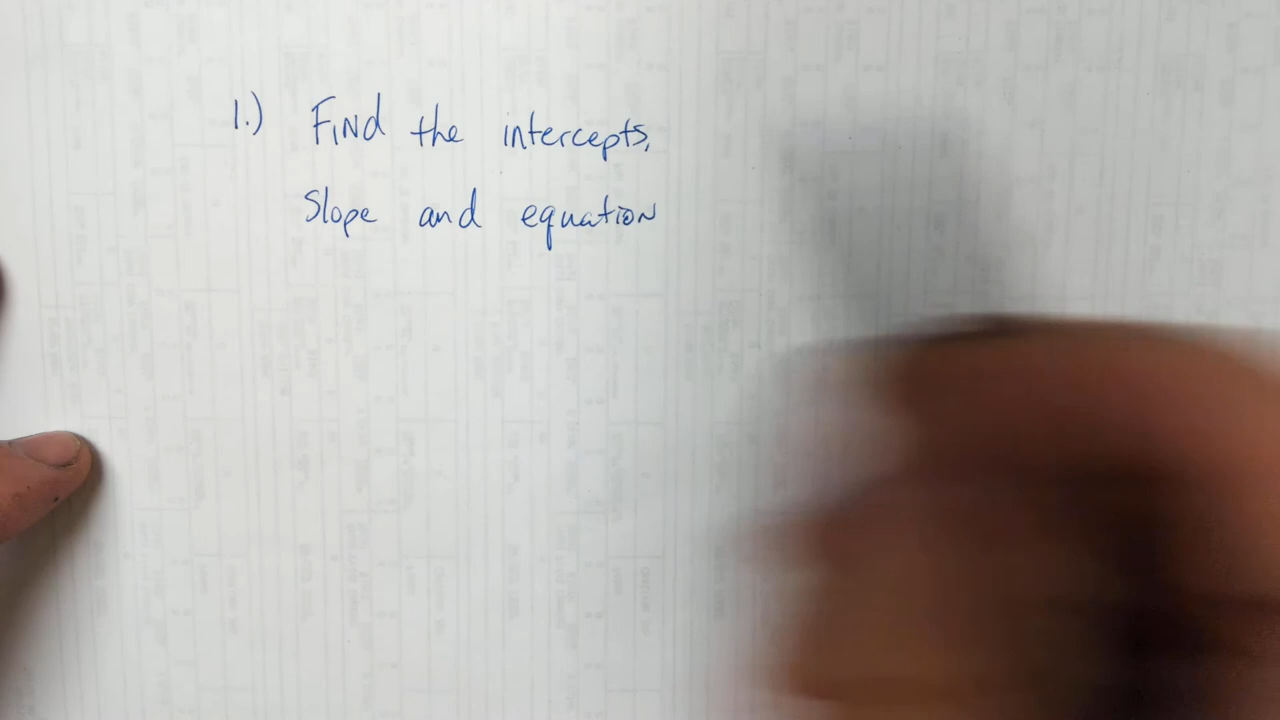 1.) Find the intercepts,
Slope and equation